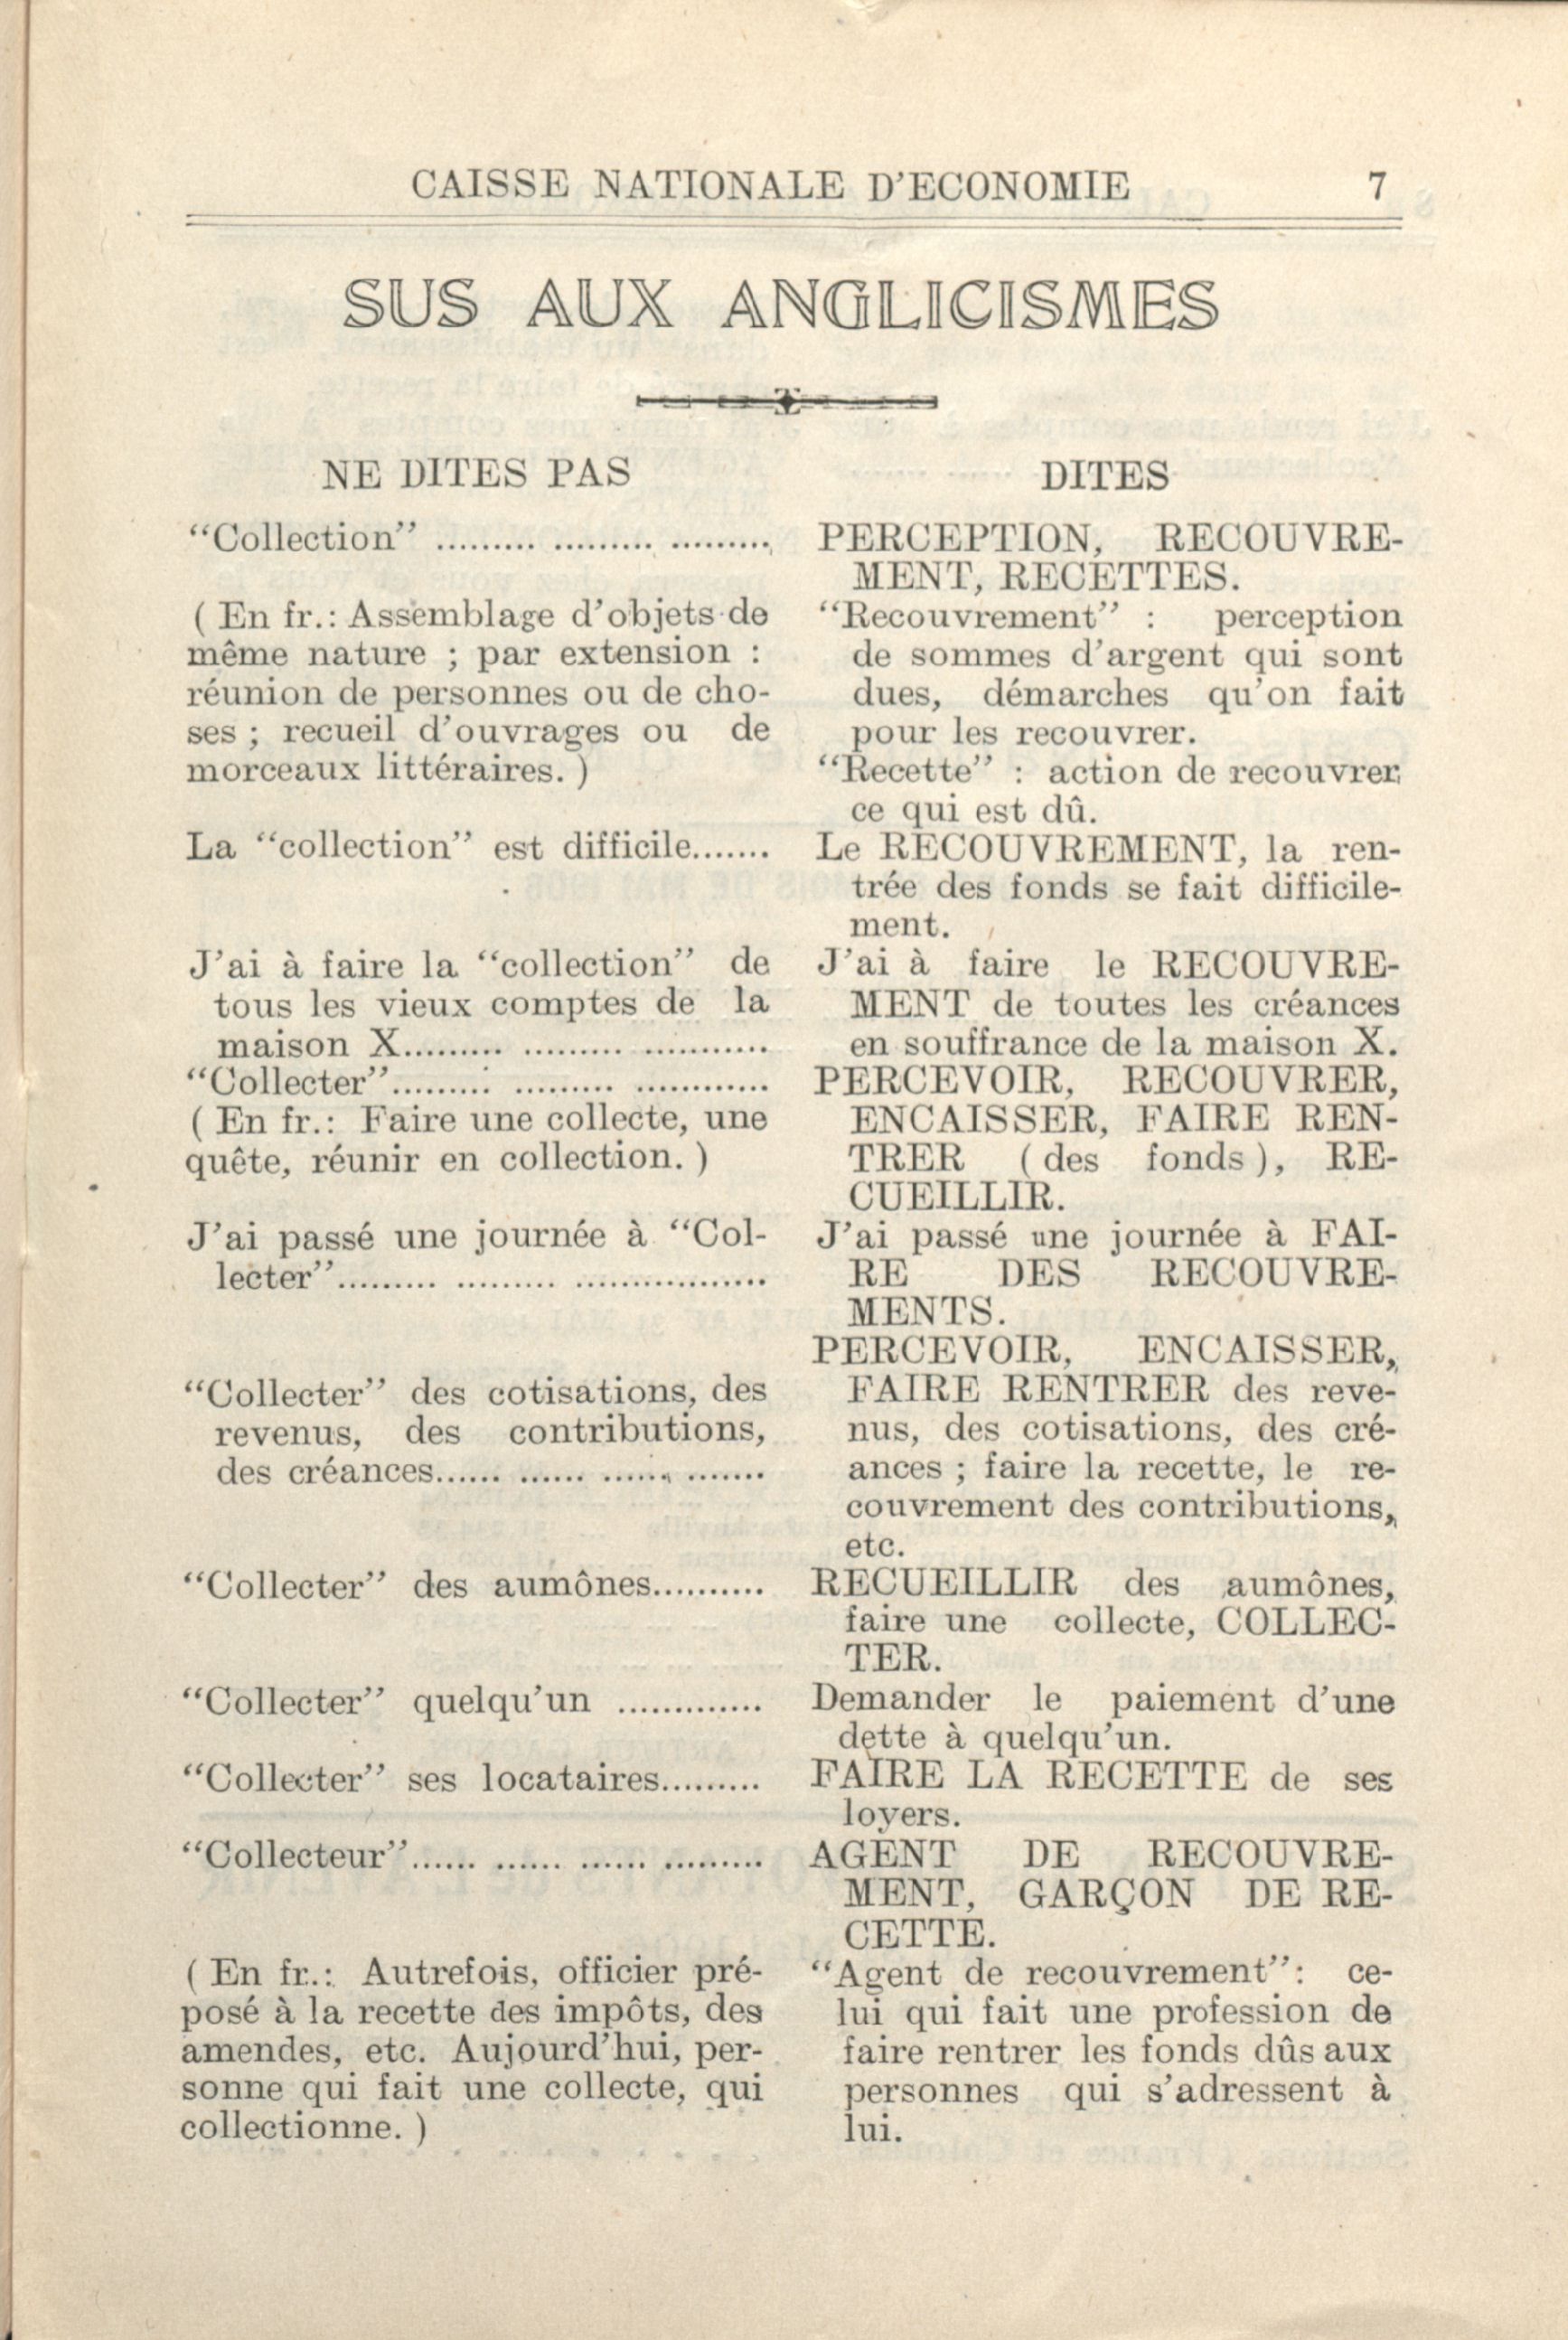 CAISSE NATIONALE D'ECONOMIE 7
SUS AUX ANGLICISMES
NE DITES PAS
“Collection” ......... ......... .........
(En fr.: Assemblage d'objets de
même nature ; par extension :
réunion de personnes ou de cho-
ses ; recueil d'ouvrages ou de
morceaux littéraires.)
La “collection” est difficile.......
J'ai à faire la “collection” de
tous les vieux comptes de la
maison X......... ......... ...........
“Collecter”......... ......... ............
(En fr.: Faire une collecte, une
quête, réunir en collection.)
J'ai passé une journée à “Col-
lecter”......... ......... .................
“Collecter” des cotisations, des
revenus, des contributions,
des créances...... ...... ...... .......
“Collecter” des aumônes..........
“Collecter” quelqu'un .............
“Collecter” ses locataires.........
“Collecteur”...... ...... ...... .........
(En fr.: Autrefois, officier pré-
posé à la recette des impôts, des
amendes, etc. Aujourd'hui, per-
sonne qui fait une collecte, qui
collectionne.)
DITES
PERCEPTION, RECOUVRE-
MENT, RECETTES.
“Recouvrement” : perception
de sommes d'argent qui sont
dues, démarches qu'on fait
pour les recouvrer.
“Recette” : action de recouvrer
ce qui est dû.
Le RECOUVREMENT, la ren-
trée des fonds se fait difficile-
ment.
J'ai à faire le RECOUVRE-
MENT de toutes les créances
en souffrance de la maison X.
PERCEVOIR, RECOUVRER,
ENCAISSER, FAIRE REN-
TRER (des fonds), RE-
CUEILLIR.
J'ai passé une journée à FAI-
RE DES RECOUVRE-
MENTS.
PERCEVOIR, ENCAISSER,
FAIRE RENTRER des reve-
nus, des cotisations, des cré-
ances ; faire la recette, le re-
couvrement des contributions,
etc.
RECUEILLIR des aumônes,
faire une collecte, COLLEC-
TER.
Demander le paiement d'une
dette à quelqu'un.
FAIRE LA RECETTE de ses
loyers.
AGENT DE RECOUVRE-
MENT, GARÇON DE RE-
CETTE.
“Agent de recouvrement”: ce-
lui qui fait une profession de
faire rentrer les fonds dûs aux
personnes qui s'adressent à
lui.